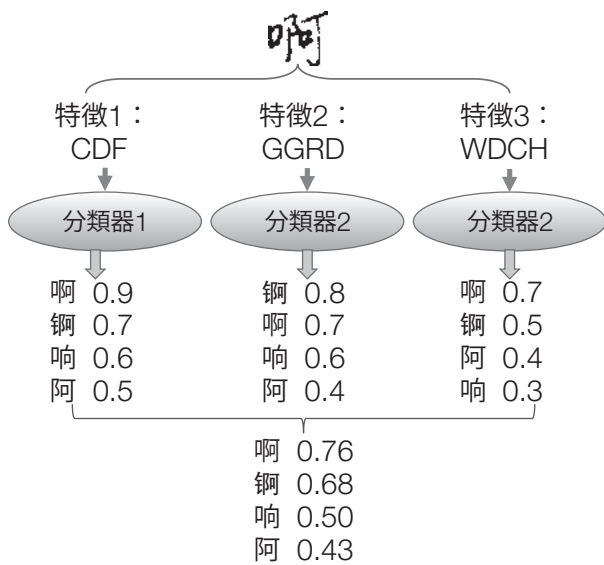 啊
特徵1：
CDF
特徵2：
GGRD
特徵3：
WDCH
分類器1
分類器2
分類器2
啊 0.9
锕 0.7
响 0.6
阿 0.5
锕 0.8
啊 0.7
响 0.6
阿 0.4
啊 0.7
锕 0.5
阿 0.4
响 0.3
啊 0.76
锕 0.68
响 0.50
阿 0.43